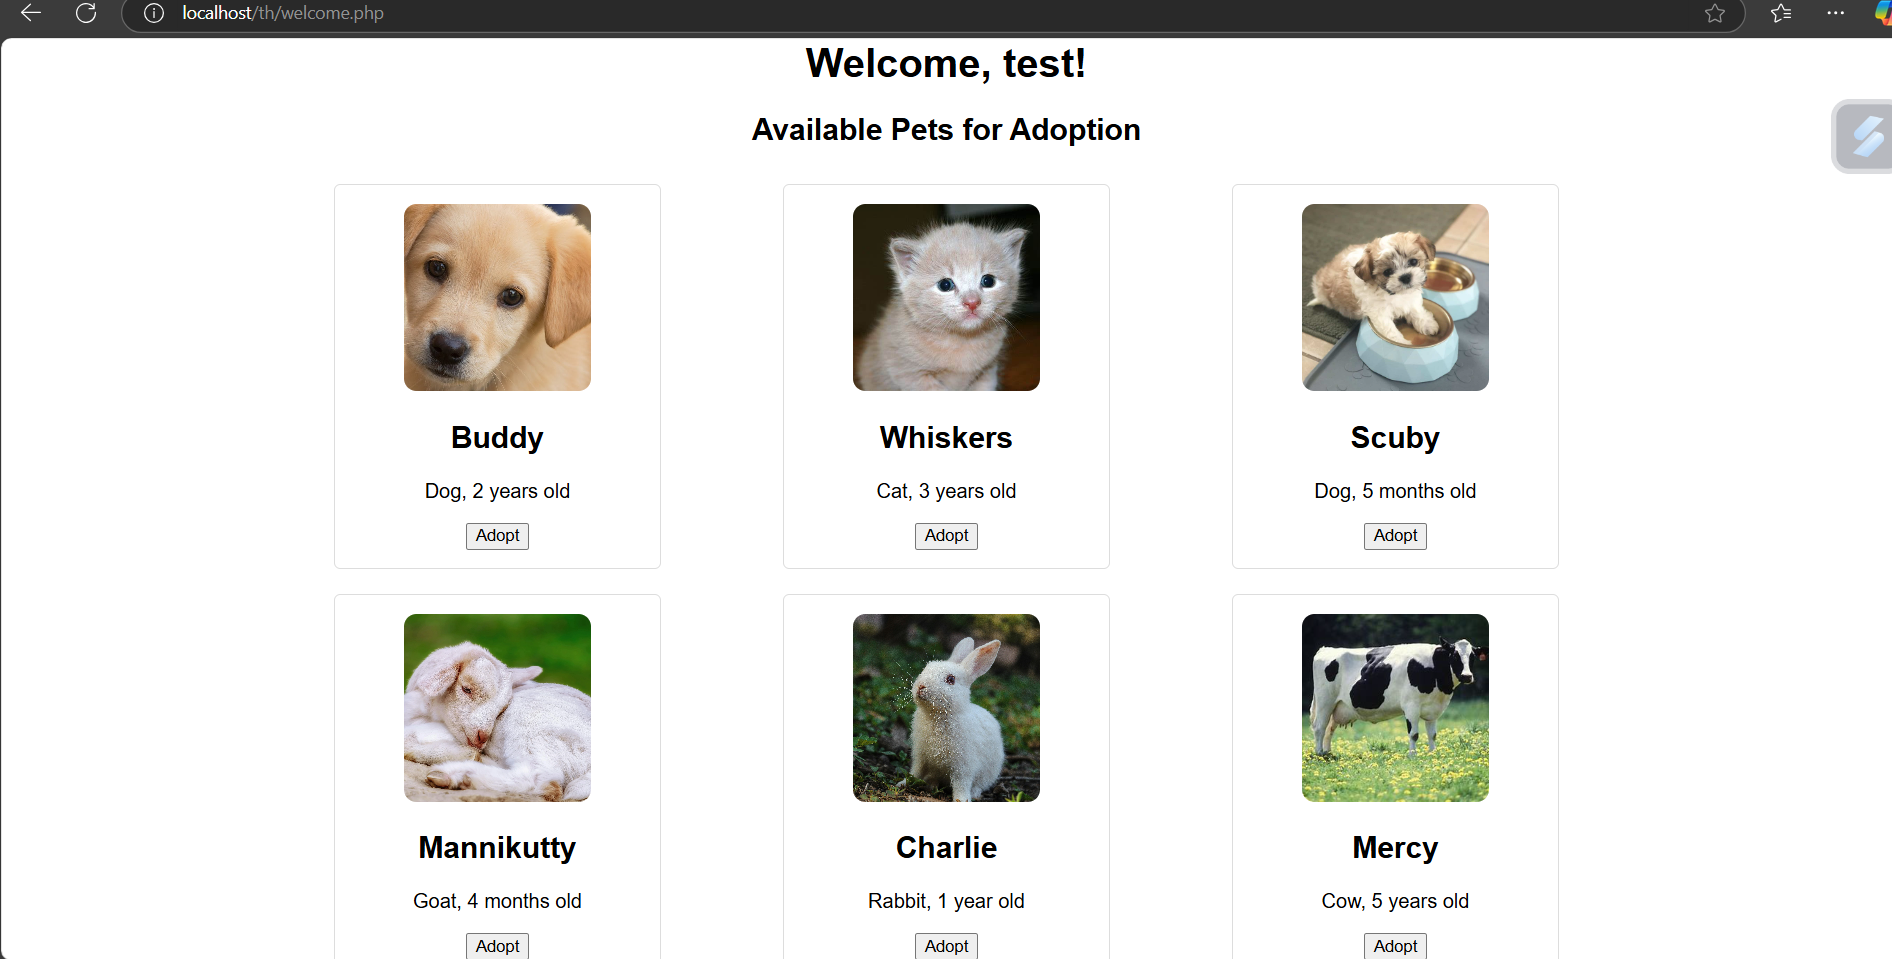 localhost/th/welcome.php
Welcome, test!
Available Pets for Adoption
Buddy
Dog, 2 years old
Adopt
Whiskers
Cat, 3 years old
Adopt
Scuby
Dog, 5 months old
Adopt
Mannikutty
Goat, 4 months old
Adopt
Charlie
Rabbit, 1 year old
Adopt
Mercy
Cow, 5 years old
Adopt